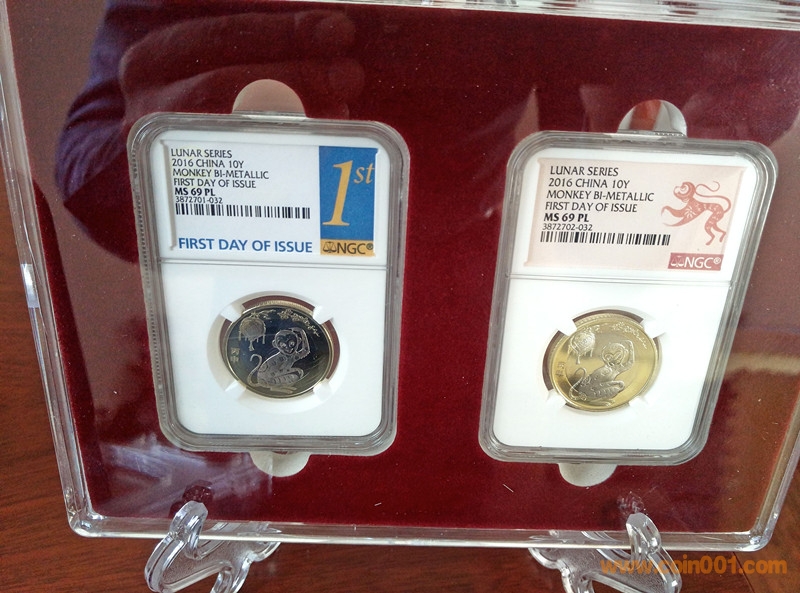 LUNAR SERIES
2016 CHINA 10Y
MONKEY BI-METALLIC
FIRST DAY OF ISSUE
MS 69 PL
3872701-032
1st
FIRST DAY OF ISSUE
NGC®
LUNAR SERIES
2016 CHINA 10Y
MONKEY BI-METALLIC
FIRST DAY OF ISSUE
MS 69 PL
3872702-032
NGC®
www.coin001.com